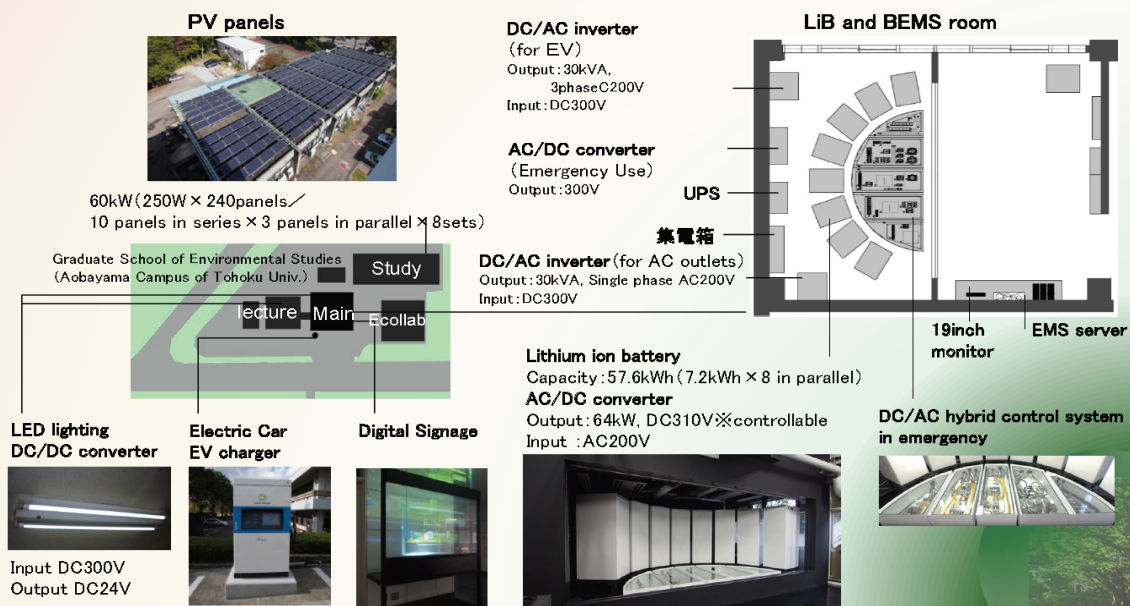 PV panels
60kW(250W×240panels／
10 panels in series×3 panels in parallel×8sets)
Graduate School of Environmental Studies
(Aobayama Campus of Tohoku Univ.)
Study
lecture
Main
Ecollab
LED lighting
DC/DC converter
Input DC300V
Output DC24V
Electric Car
EV charger
Digital Signage
DC/AC inverter
(for EV)
Output:30kVA,
3phaseC200V
Input:DC300V
AC/DC converter
(Emergency Use)
Output:300V
UPS
集電箱
DC/AC inverter(for AC outlets)
Output:30kVA, Single phase AC200V
Input:DC300V
LiB and BEMS room
19inch
monitor
EMS server
Lithium ion battery
Capacity:57.6kWh(7.2kWh×8 in parallel)
AC/DC converter
Output:64kW, DC310V※controllable
Input :AC200V
DC/AC hybrid control system
in emergency